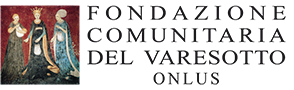 FONDAZIONE
COMUNITARIA
DEL VARESOTTO
ONLUS